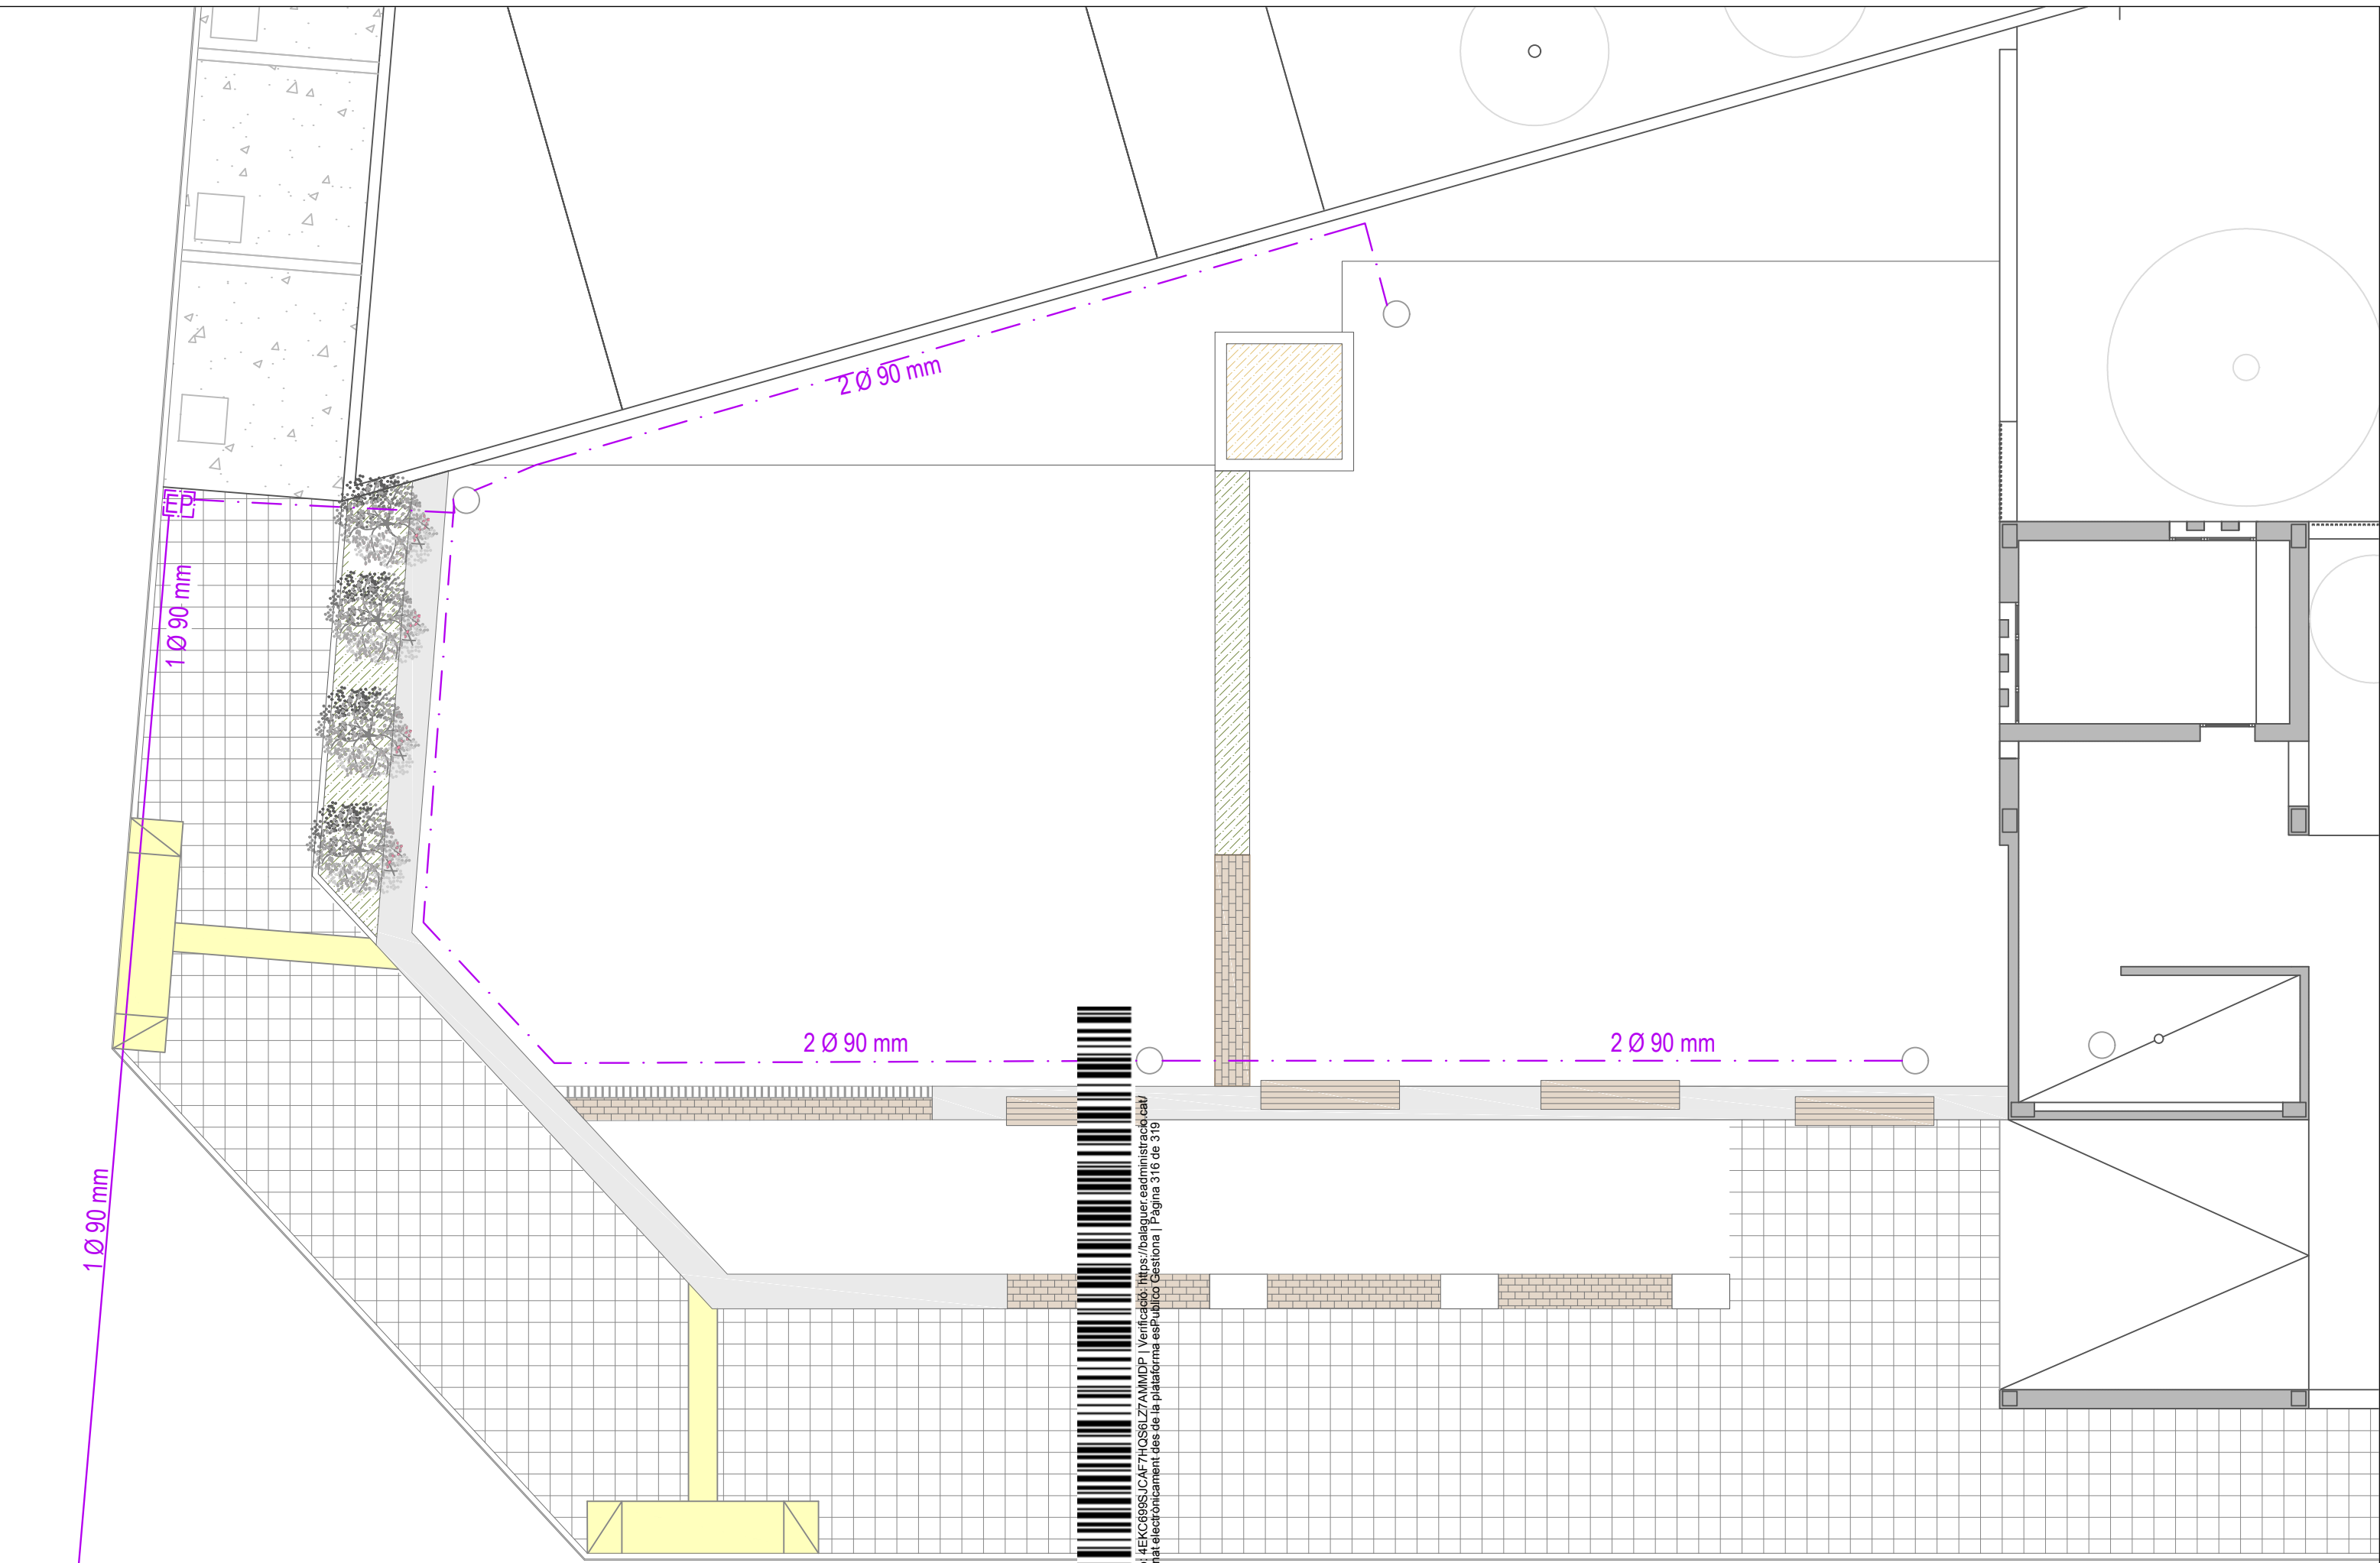 2 Ø 90 mm
EP
1 Ø 90 mm
2 Ø 90 mm
2 Ø 90 mm
1 Ø 90 mm
4EKC699SJCAF7HQS6LZ7AMMDP | Verificació: https://balaguer.eadministracio.cat/
electrònicament des de la plataforma esPublico Gestiona | Pàgina 316 de 319